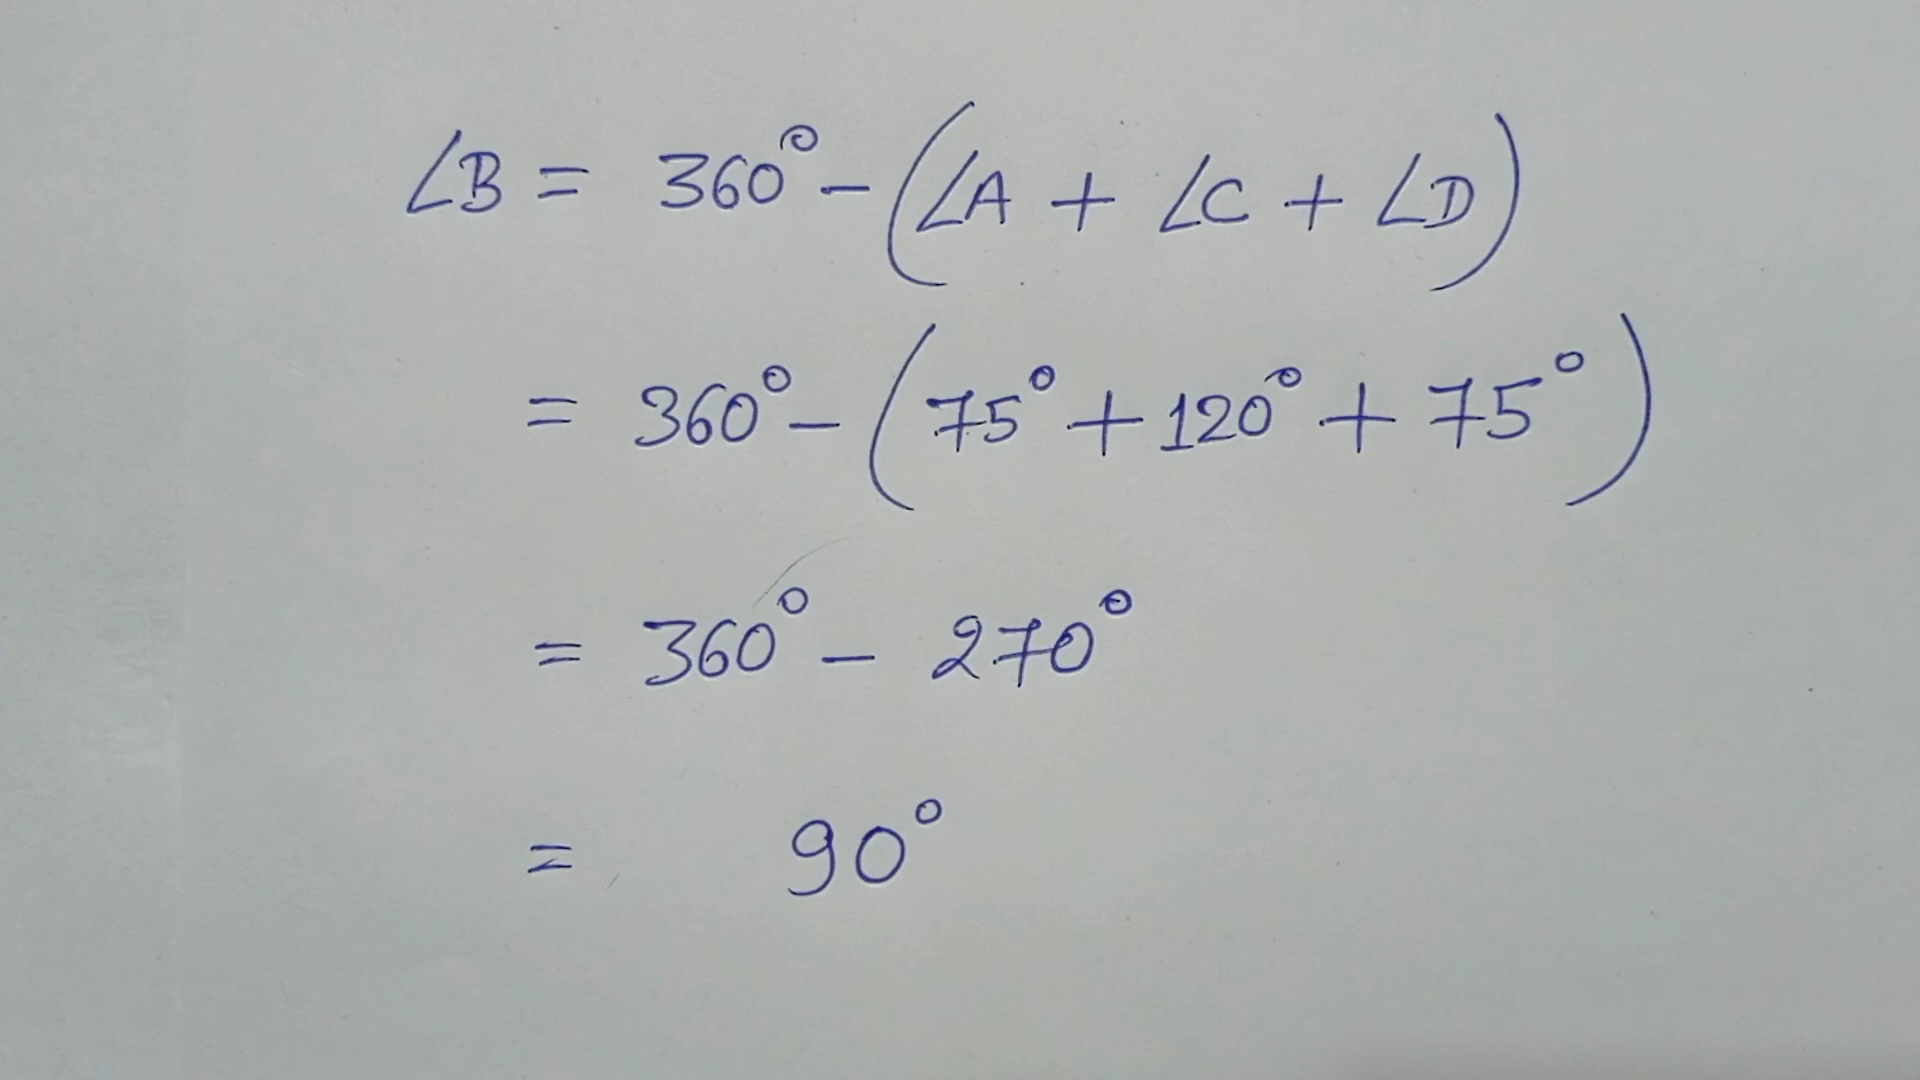 ∠B = 360° - (∠A + ∠C + ∠D)
= 360° - (75° + 120° + 75°)
= 360° - 270°
= 90°